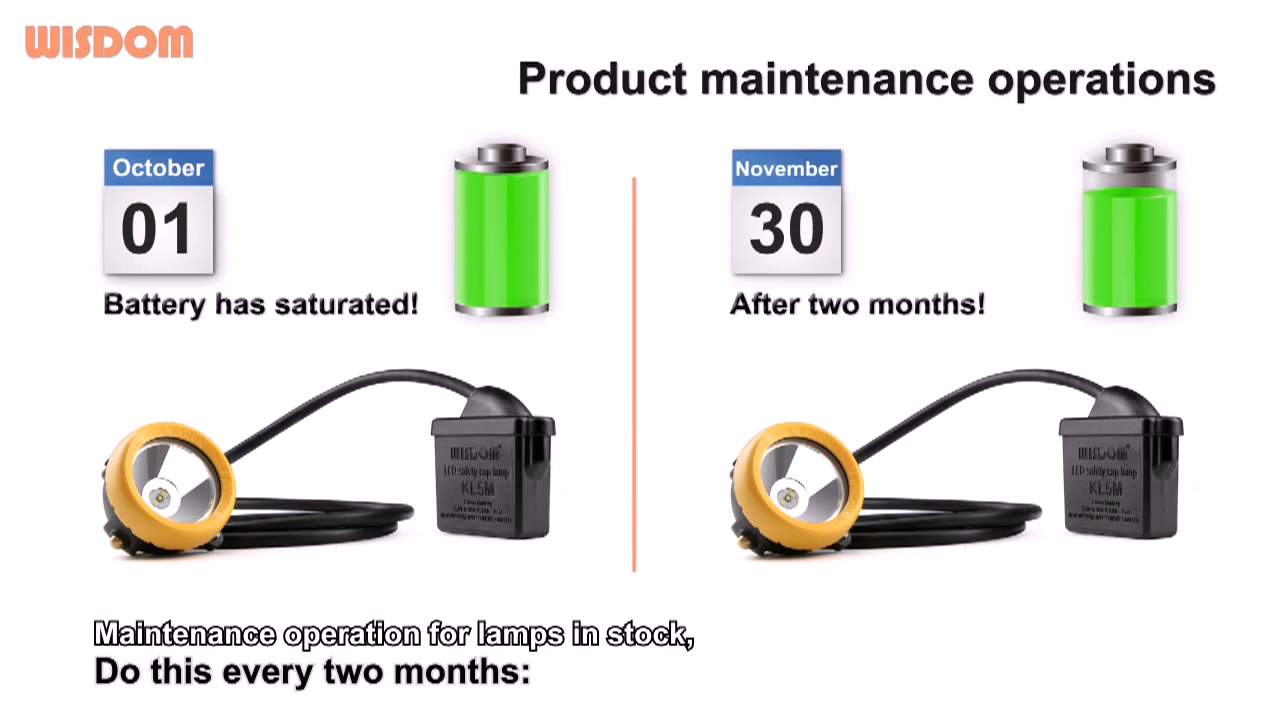 WISDOM
Product maintenance operations
October
01
Battery has saturated!
November
30
After two months!
WISDOM
LED safety cap lamp
KL5M
WISDOM
LED safety cap lamp
KL5M
Maintenance operation for lamps in stock,
Do this every two months: